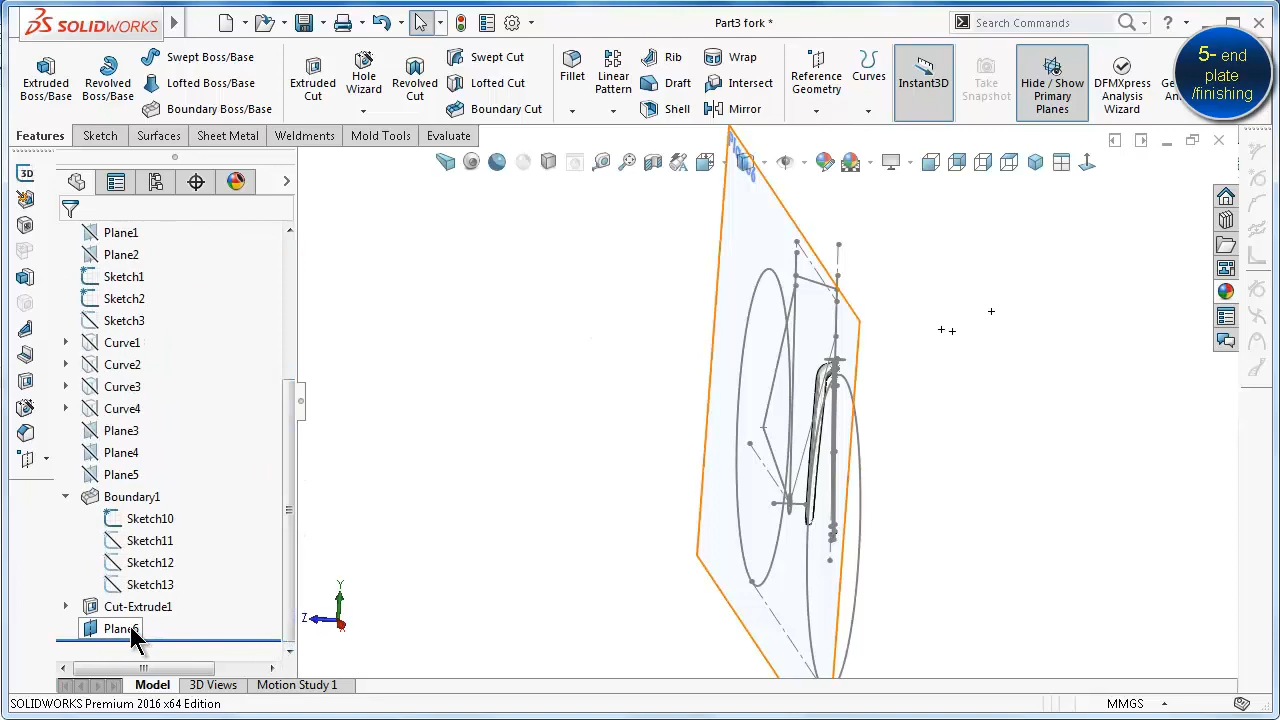 SOLIDWORKS
Part3 fork *
Search Commands
?
Extruded
Boss/Base
Revolved
Boss/Base
Swept Boss/Base
Lofted Boss/Base
Boundary Boss/Base
Extruded
Cut
Hole
Wizard
Revolved
Cut
Swept Cut
Lofted Cut
Boundary Cut
Fillet
Linear
Pattern
Rib
Draft
Shell
Wrap
Intersect
Mirror
Reference
Geometry
Curves
Instant3D
Take
Snapshot
Hide / Show
Primary
Planes
DFMXpress
Analysis
Wizard
5- end
plate
/finishing
Features
Sketch
Surfaces
Sheet Metal
Weldments
Mold Tools
Evaluate
3D
Plane1
Plane2
Sketch1
Sketch2
Sketch3
Curve1
Curve2
Curve3
Curve4
Plane3
Plane4
Plane5
Boundary1
Sketch10
Sketch11
Sketch12
Sketch13
Cut-Extrude1
Plane6
Y
Z
X
Model
3D Views
Motion Study 1
SOLIDWORKS Premium 2016 x64 Edition
MMGS